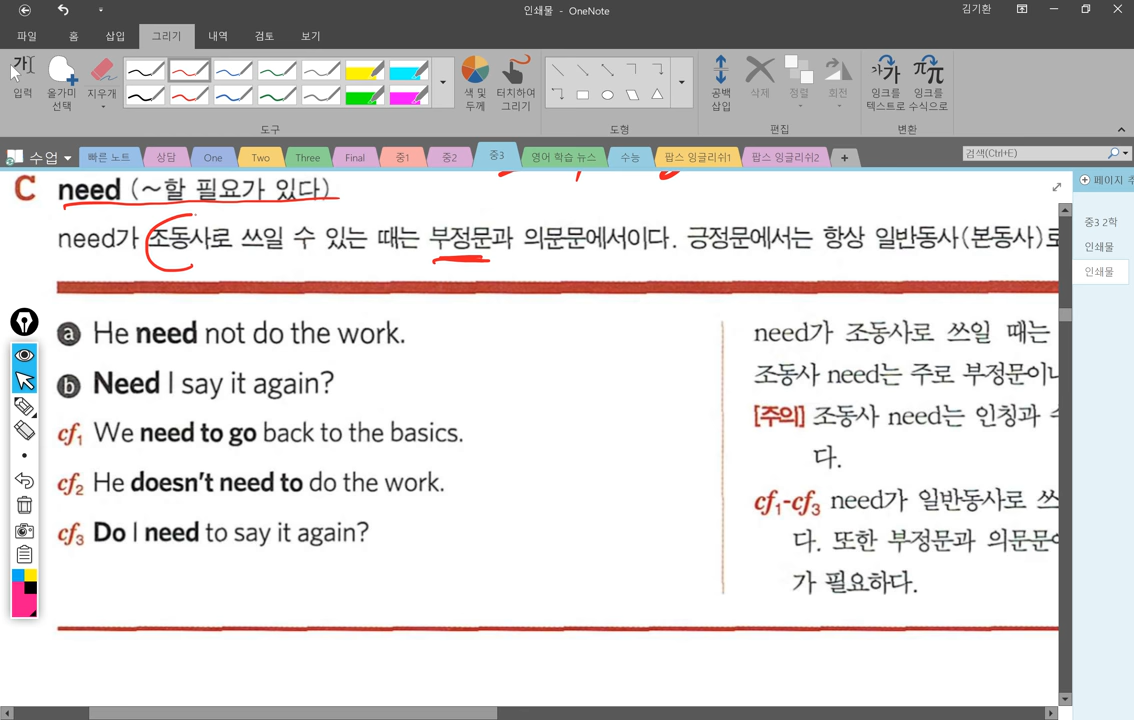 인쇄물 - OneNote
김기환
파일 홈 삽입 그리기 내역 검토 보기
입력
올가미 선택
지우개
색 및 두께
터치하여 그리기
공백 삽입
삭제
정렬
회전
잉크를 텍스트로
잉크를 수식으로
도구 도형 편집 변환
수업 빠른 노트 상담 One Two Three Final 중1 중2 중3 영어 학습 뉴스 수능 팝스 잉글리쉬1 팝스 잉글리쉬2
검색(Ctrl+E)
페이지 추
중3 2학
인쇄물
인쇄물
C need (~할 필요가 있다)
need가 조동사로 쓰일 수 있는 때는 부정문과 의문문에서이다. 긍정문에서는 항상 일반동사(본동사)로
a He need not do the work.
b Need I say it again?
cf1 We need to go back to the basics.
cf2 He doesn't need to do the work.
cf3 Do I need to say it again?
need가 조동사로 쓰일 때는
조동사 need는 주로 부정문이나
[주의] 조동사 need는 인칭과
다.
cf1-cf3 need가 일반동사로 쓰
다. 또한 부정문과 의문문
가 필요하다.